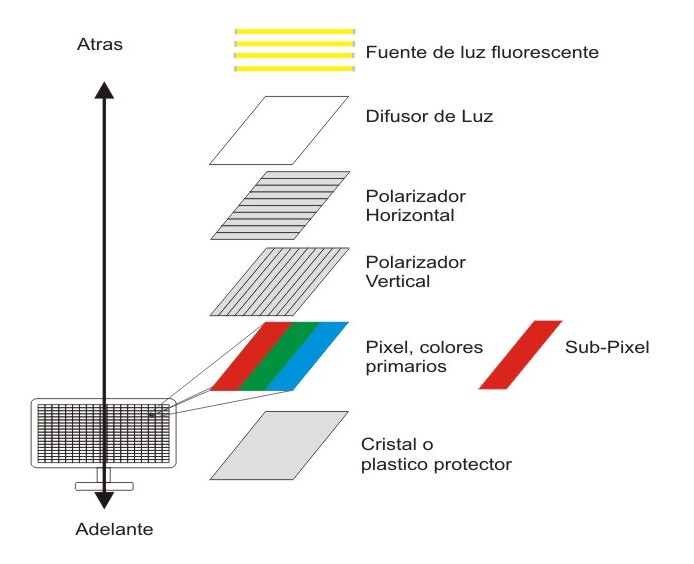 Atras
Fuente de luz fluorescente
Difusor de Luz
Polarizador
Horizontal
Polarizador
Vertical
Pixel, colores
primarios
Sub-Pixel
Cristal o
plastico protector
Adelante